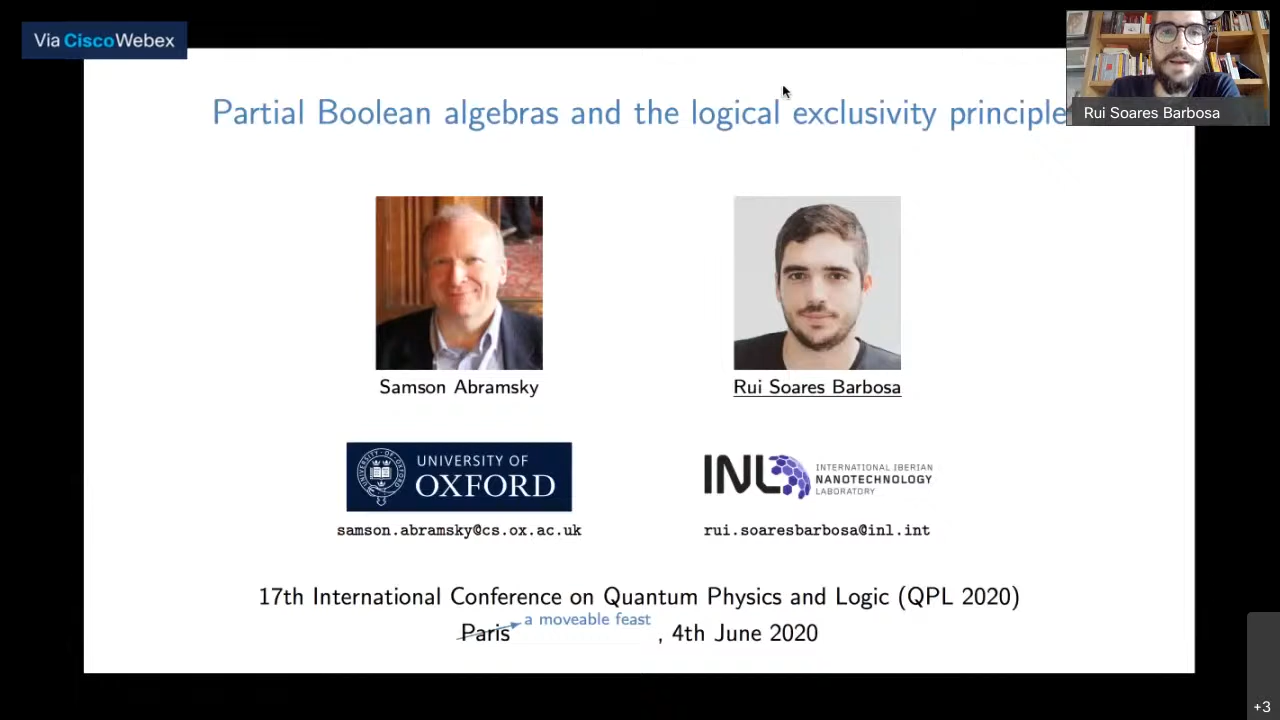 Via CiscoWebex
Rui Soares Barbosa
Partial Boolean algebras and the logical exclusivity principle
Samson Abramsky
Rui Soares Barbosa
UNIVERSITY OF
OXFORD
INL
INTERNATIONAL IBERIAN
NANOTECHNOLOGY
LABORATORY
samson.abramsky@cs.ox.ac.uk
rui.soaresbarbosa@inl.int
17th International Conference on Quantum Physics and Logic (QPL 2020)
a moveable feast
Paris , 4th June 2020
+3